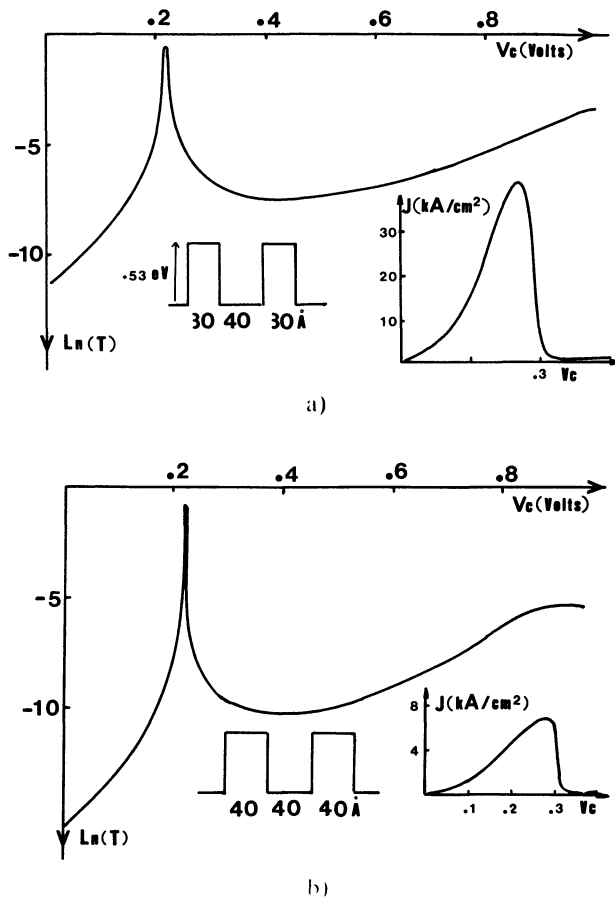 .2 .4 .6 .8
Vc(Volts)
-5
-10
Ln(T)
.53 eV
30 40 30Å
J(kA/cm²)
30
20
10
.3 Vc
a)
.2 .4 .6 .8
Vc(Volts)
-5
-10
Ln(T)
40 40 40Å
J(kA/cm²)
8
4
.1 .2 .3 Vc
b)